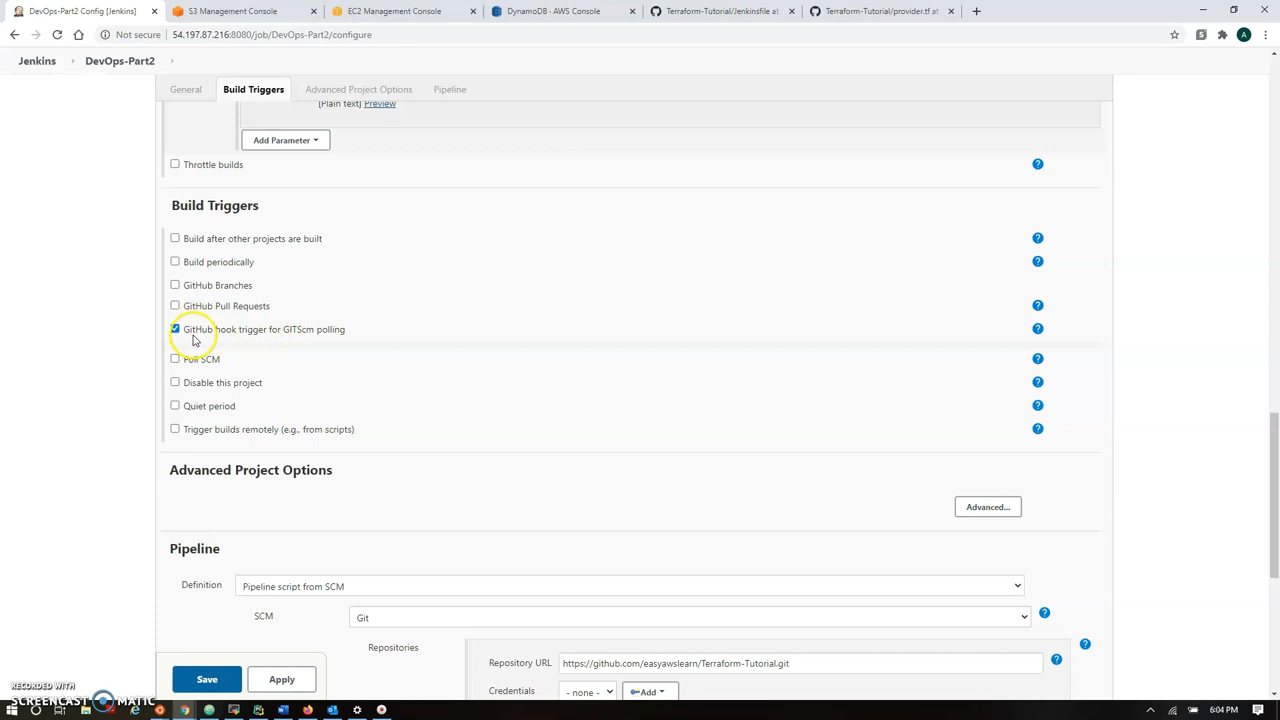 DevOps-Part2 Config [Jenkins]
S3 Management Console
EC2 Management Console
DynamoDB · AWS Console
Terraform-Tutorial/Jenkinsfile at
Terraform-Tutorial/provider.tf at
Not secure
54.197.87.216:8080/job/DevOps-Part2/configure
A
Jenkins
DevOps-Part2
General
Build Triggers
Advanced Project Options
Pipeline
[Plain text] Preview
Add Parameter
Throttle builds
Build Triggers
Build after other projects are built
Build periodically
GitHub Branches
GitHub Pull Requests
GitHub hook trigger for GITScm polling
Poll SCM
Disable this project
Quiet period
Trigger builds remotely (e.g., from scripts)
Advanced Project Options
Advanced...
Pipeline
Definition
Pipeline script from SCM
SCM
Git
Repositories
Repository URL
https://github.com/easyawslearn/Terraform-Tutorial.git
Credentials
- none -
Add
Save
Apply
RECORDED WITH
SCREENCAST MATIC
6:04 PM